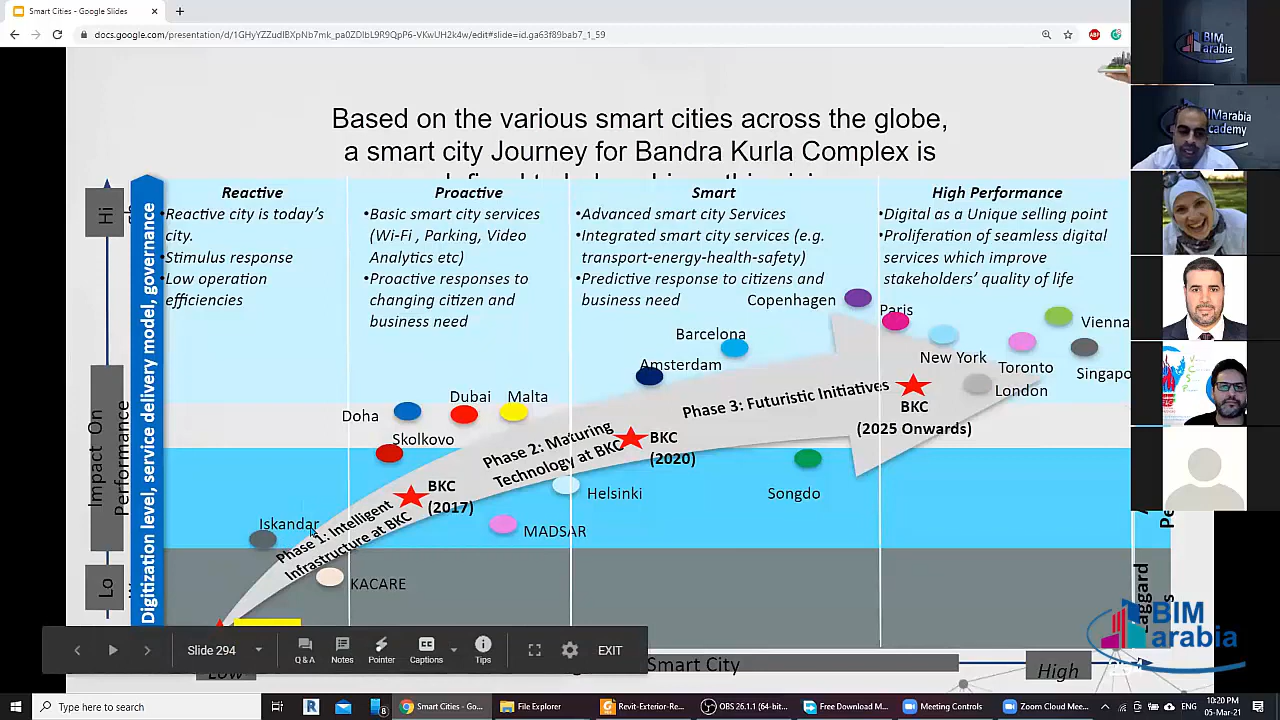 Smart Cities - Google Slides
docs.google.com/presentation/d/1GHyYZZudIBXpNb7mk_pa0ZDIbL9R9QpP6-VKwUH2k4w/edit#slide=id.ga63f89bab7_1_59
Based on the various smart cities across the globe,
a smart city Journey for Bandra Kurla Complex is
Reactive
•Reactive city is today's
city.
•Stimulus response
•Low operation
efficiencies
Proactive
•Basic smart city services
(Wi-Fi , Parking, Video
Analytics etc)
•Proactive responses to
changing citizen and
business need
Smart
•Advanced smart city Services
•Integrated smart city services (e.g.
transport-energy-health-safety)
•Predictive response to citizens and
business need
High Performance
•Digital as a Unique selling point
•Proliferation of seamless digital
services which improve
stakeholders' quality of life
Hi
Impact On
Performance
Lo
Digitization level, service delivery model, governance
Copenhagen
Paris
Vienna
Barcelona
New York
Amsterdam
Toronto
Singapo
London
Phase 3: Futuristic Initiatives
BKC
(2025 Onwards)
Doha
Dubai
Malta
Skolkovo
Phase 2: Maturing
Technology at BKC
BKC
(2020)
BKC
(2017)
Helsinki
Songdo
Iskandar
Phase 1: Intelligent
Infrastructure at BKC
MADSAR
KACARE
Laggard
Smart City
Low
High
Slide 294
Q & A
Notes
Pointer
Captions
Tips
EXIT
BIM
arabia
BIMarabia
Academy
BIM
arabia
Type here to search
Smart Cities - Goo...
File Explorer
Revit-Exterior-Re...
OBS 26.1.1 (64-bit...
Free Download M...
Meeting Controls
Zoom Cloud Meet...
10:20 PM
05-Mar-21